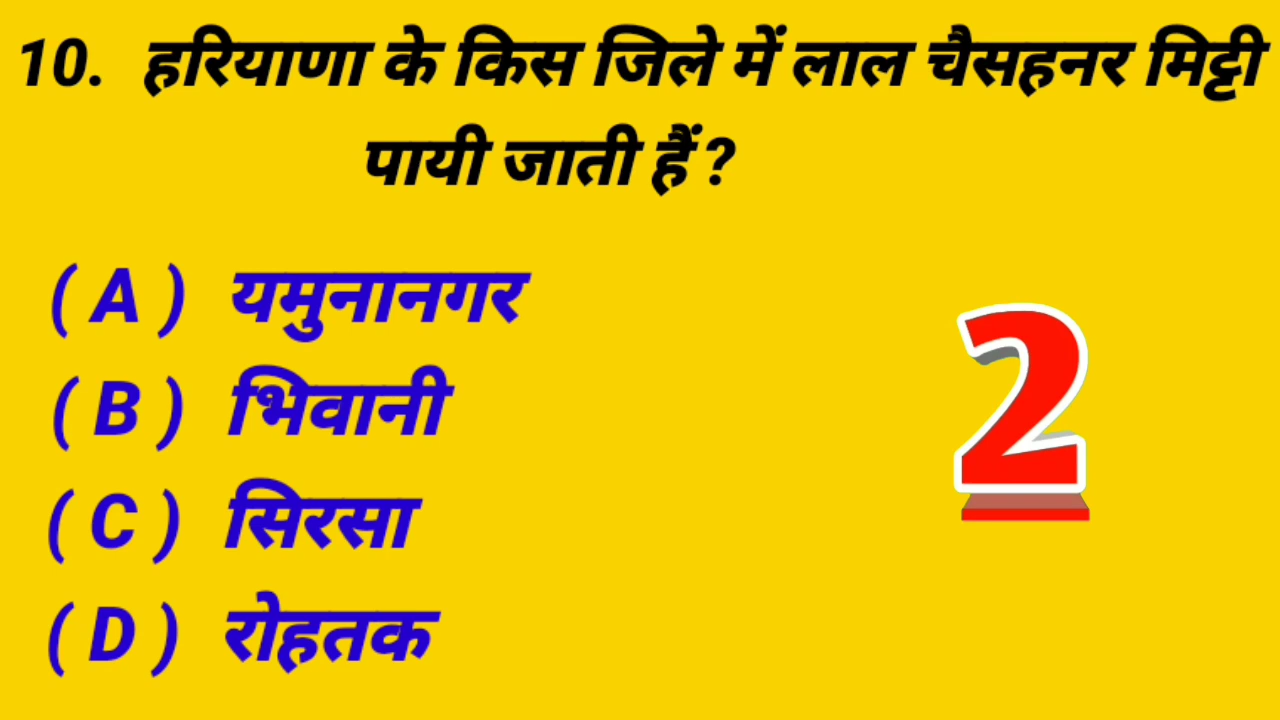 10. हरियाणा के किस जिले में लाल चैसहनर मिट्टी
पायी जाती हैं ?
( A ) यमुनानगर
( B ) भिवानी
( C ) सिरसा
( D ) रोहतक
2